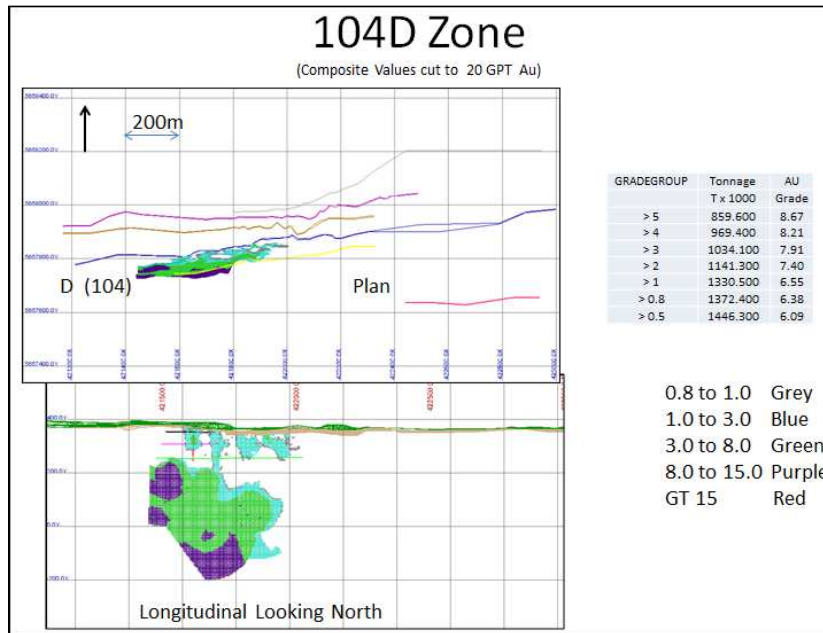 104D Zone
(Composite Values cut to 20 GPT Au)
200m
D (104)
Plan
GRADEGROUP Tonnage AU
T x 1000 Grade
> 5 859.600 8.67
> 4 969.400 8.21
> 3 1034.100 7.91
> 2 1141.300 7.40
> 1 1330.500 6.55
> 0.8 1372.400 6.38
> 0.5 1446.300 6.09
0.8 to 1.0 Grey
1.0 to 3.0 Blue
3.0 to 8.0 Green
8.0 to 15.0 Purple
GT 15 Red
Longitudinal Looking North